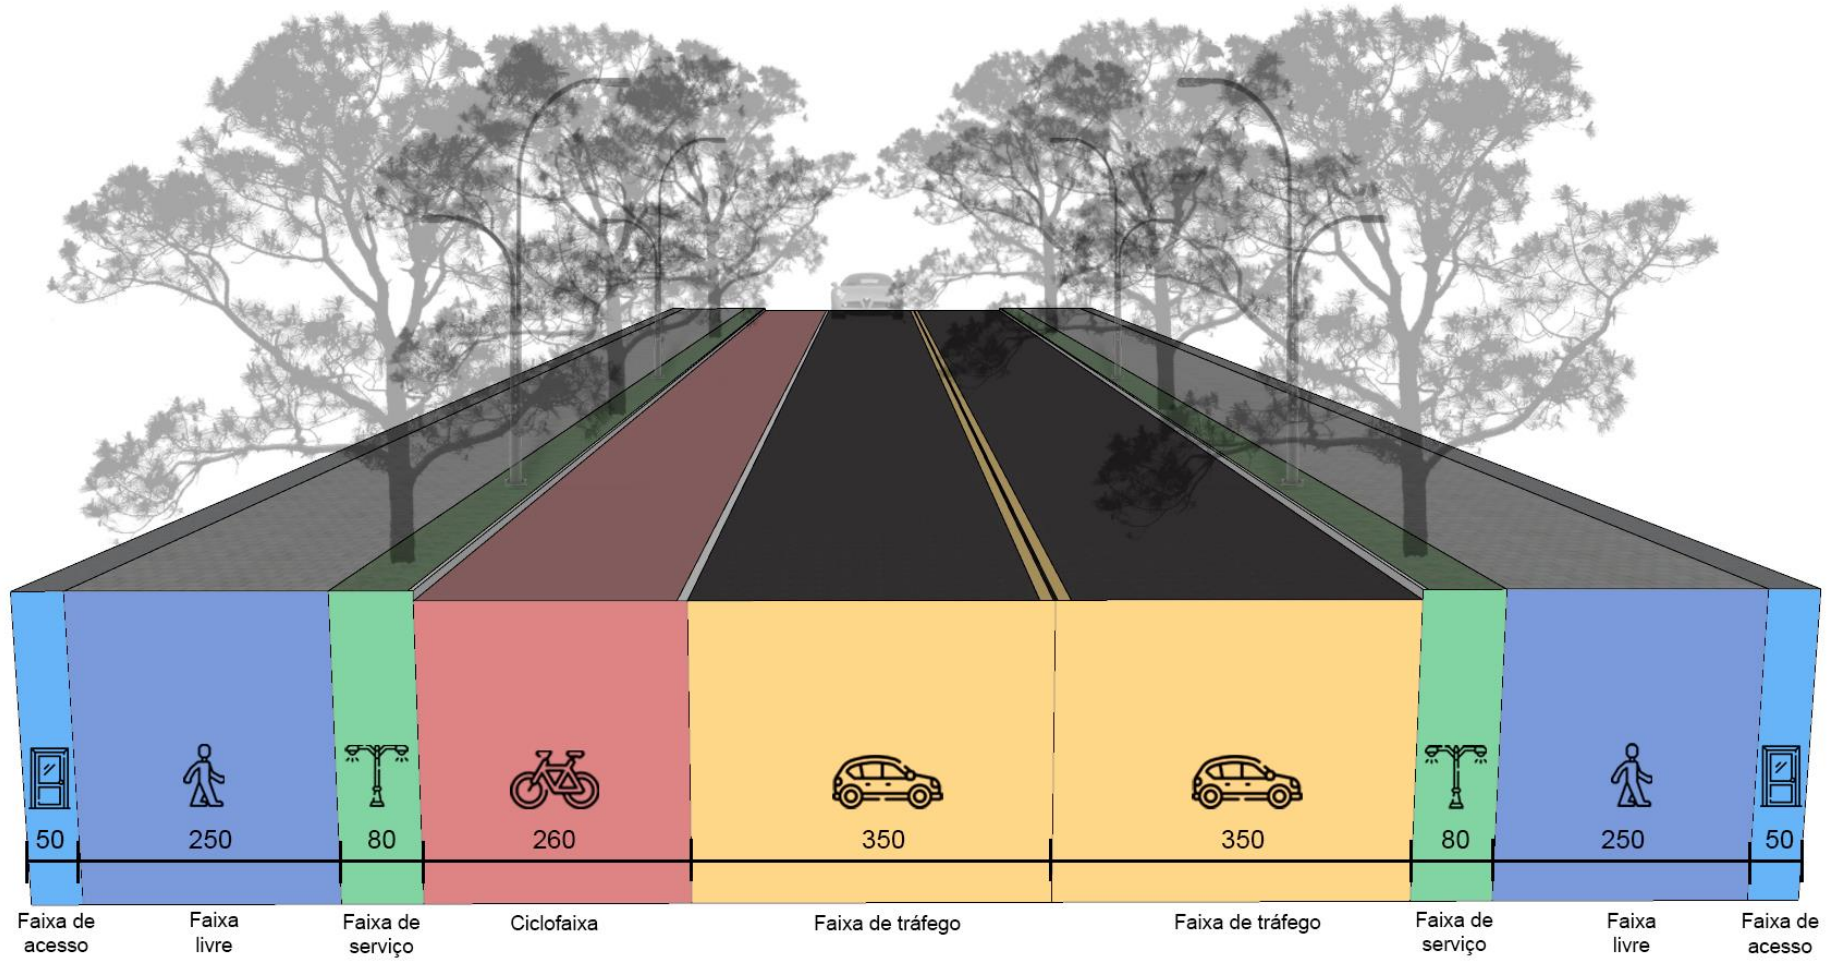 50 250 80 260 350 350 80 250 50
Faixa de acesso
Faixa livre
Faixa de serviço
Ciclofaixa
Faixa de tráfego
Faixa de tráfego
Faixa de serviço
Faixa livre
Faixa de acesso